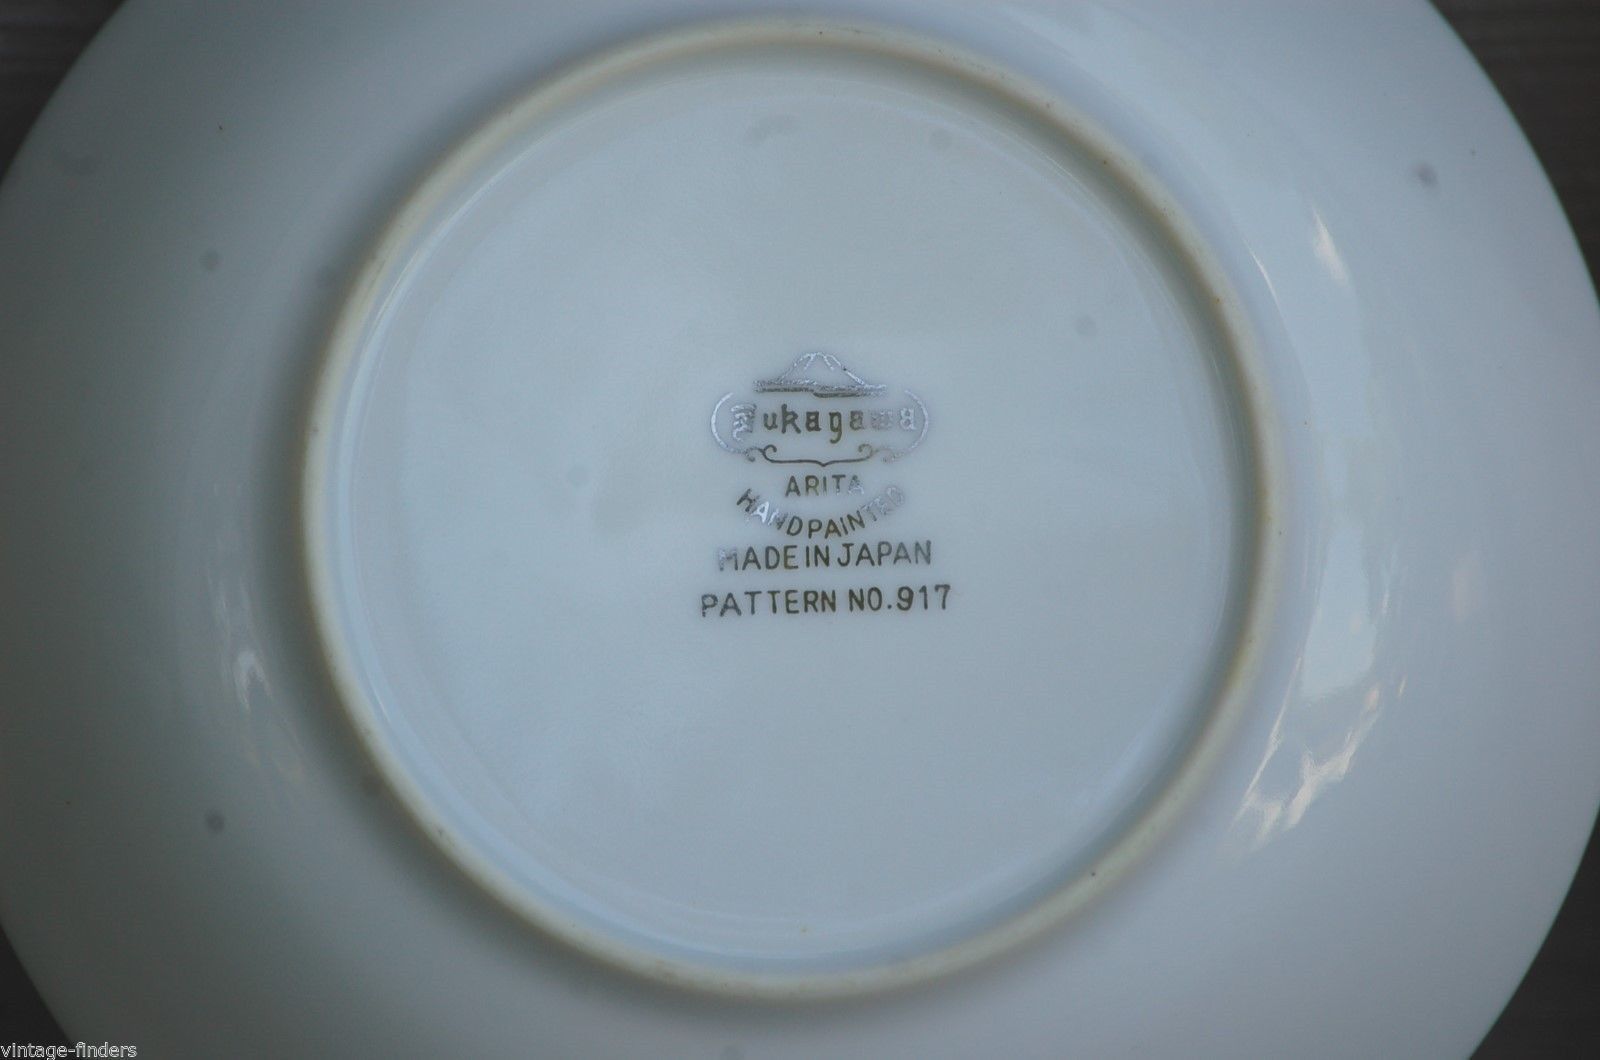 Fukagawa
ARITA
HANDPAINTED
MADE IN JAPAN
PATTERN NO.917
vintage-finders